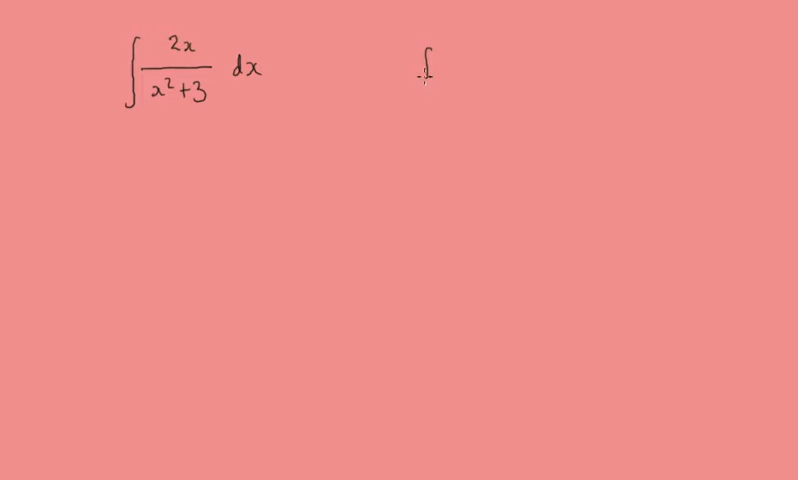 ∫ 2x / (x²+3) dx    ∫